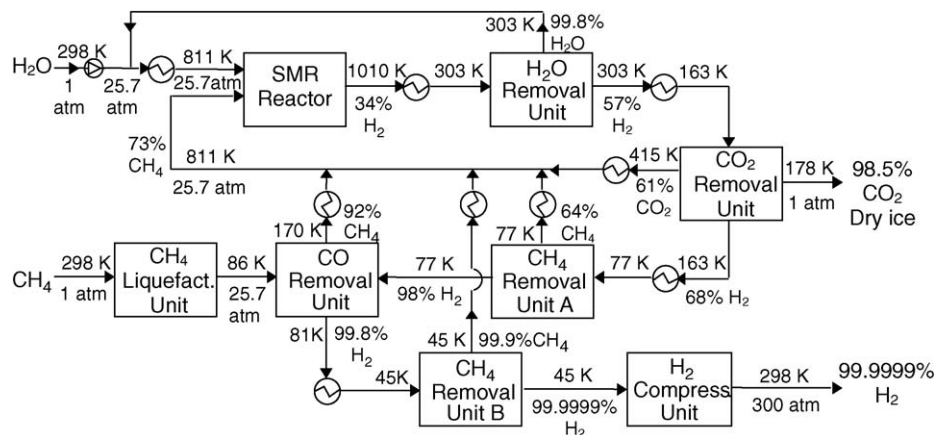 H₂O
298 K
1
atm
25.7
atm
811 K
25.7atm
SMR
Reactor
1010 K
34%
H₂
303 K
303 K
99.8%
H₂O
H₂O
Removal
Unit
303 K
57%
H₂
163 K
73%
CH₄
811 K
25.7 atm
415 K
61%
CO₂
CO₂
Removal
Unit
178 K
1 atm
98.5%
CO₂
Dry ice
170 K
92%
CH₄
77 K
64%
CH₄
CH₄
298 K
1 atm
CH₄
Liquefact.
Unit
86 K
25.7
atm
CO
Removal
Unit
77 K
98% H₂
CH₄
Removal
Unit A
77 K
163 K
68% H₂
81K
99.8%
H₂
45K
45 K
99.9%CH₄
CH₄
Removal
Unit B
45 K
99.9999%
H₂
H₂
Compress
Unit
298 K
300 atm
99.9999%
H₂